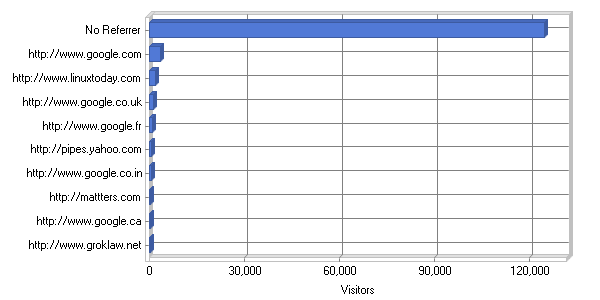 No Referrer
http://www.google.com
http://www.linuxtoday.com
http://www.google.co.uk
http://www.google.fr
http://pipes.yahoo.com
http://www.google.co.in
http://mattters.com
http://www.google.ca
http://www.groklaw.net
0 30,000 60,000 90,000 120,000
Visitors